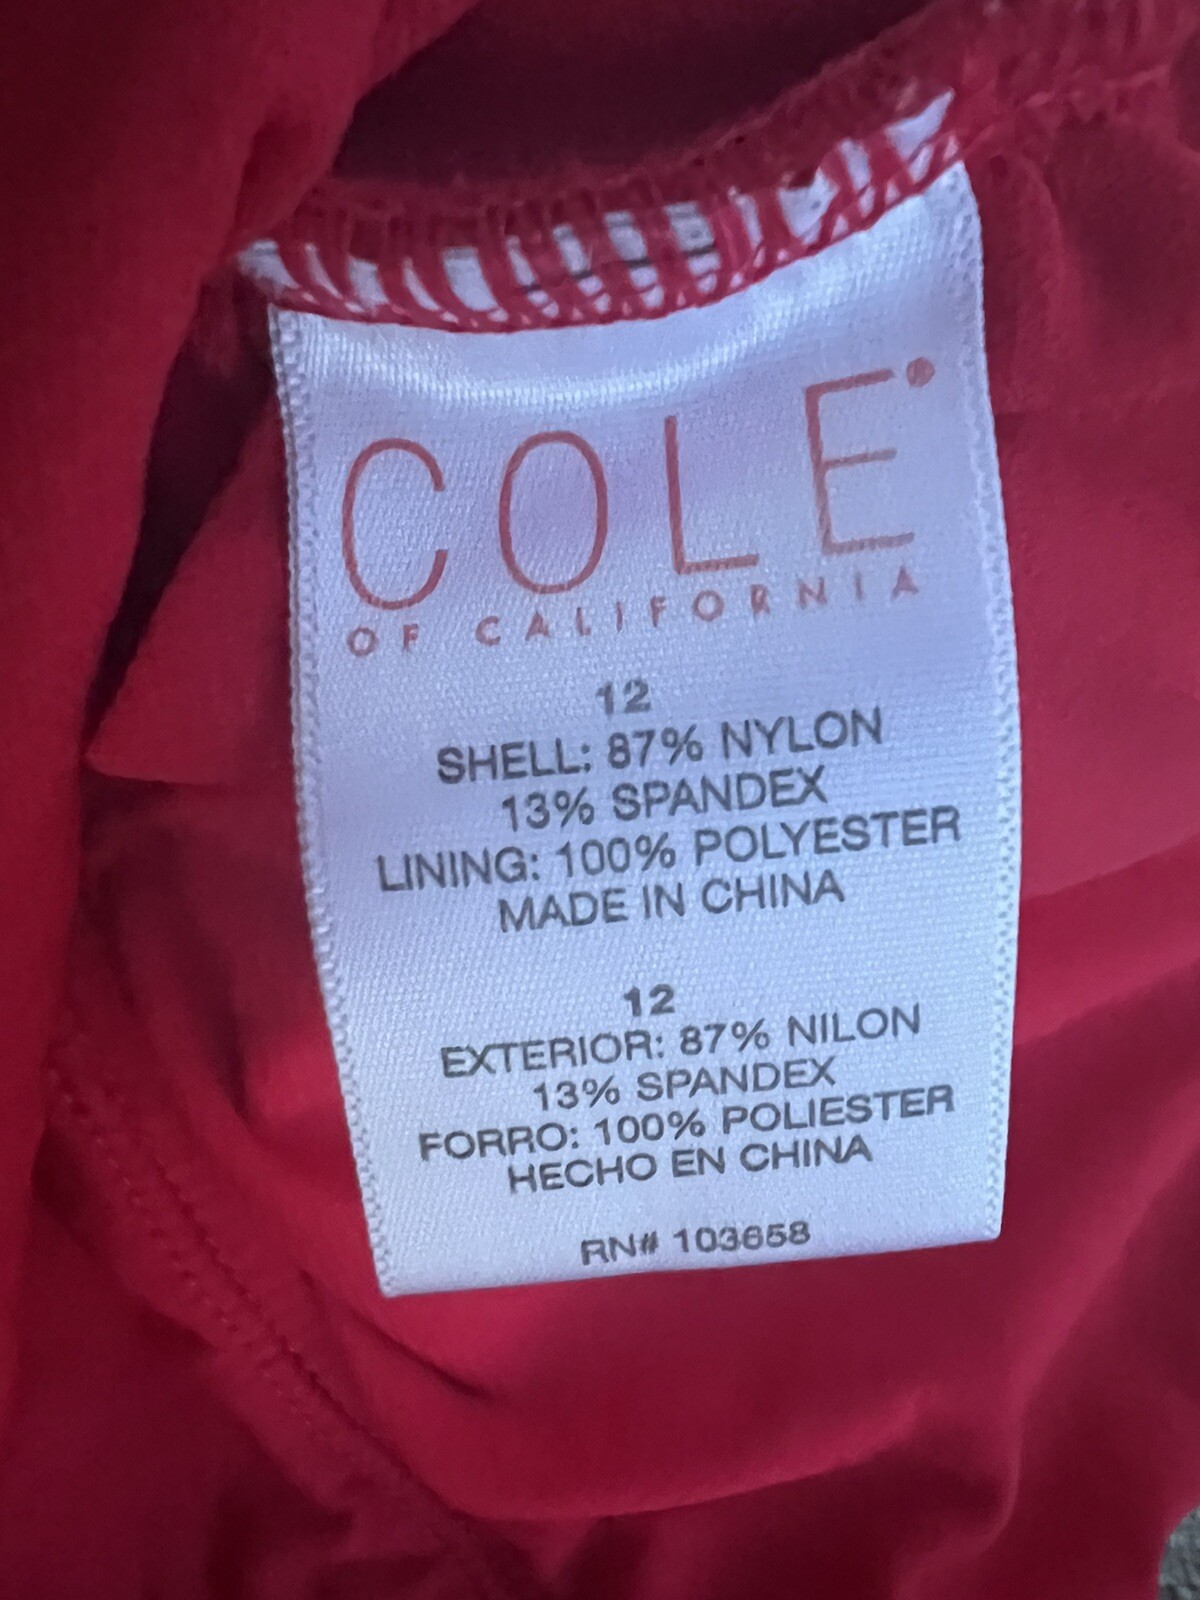 COLE®
OF CALIFORNIA
12
SHELL: 87% NYLON
13% SPANDEX
LINING: 100% POLYESTER
MADE IN CHINA
12
EXTERIOR: 87% NILON
13% SPANDEX
FORRO: 100% POLIESTER
HECHO EN CHINA
RN# 103658